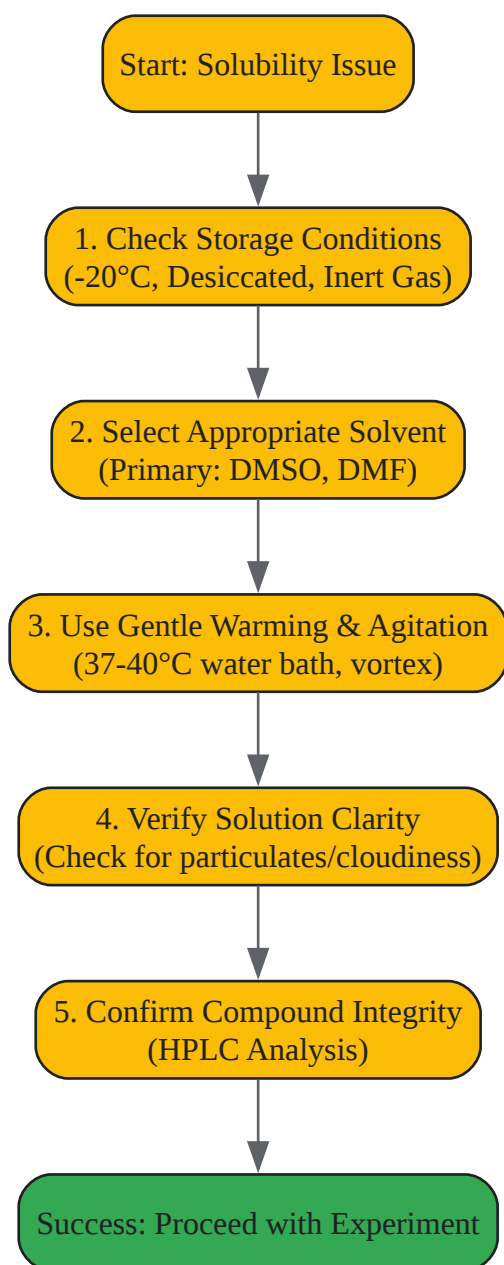 Start: Solubility Issue
1. Check Storage Conditions
(-20°C, Desiccated, Inert Gas)
2. Select Appropriate Solvent
(Primary: DMSO, DMF)
3. Use Gentle Warming & Agitation
(37-40°C water bath, vortex)
4. Verify Solution Clarity
(Check for particulates/cloudiness)
5. Confirm Compound Integrity
(HPLC Analysis)
Success: Proceed with Experiment